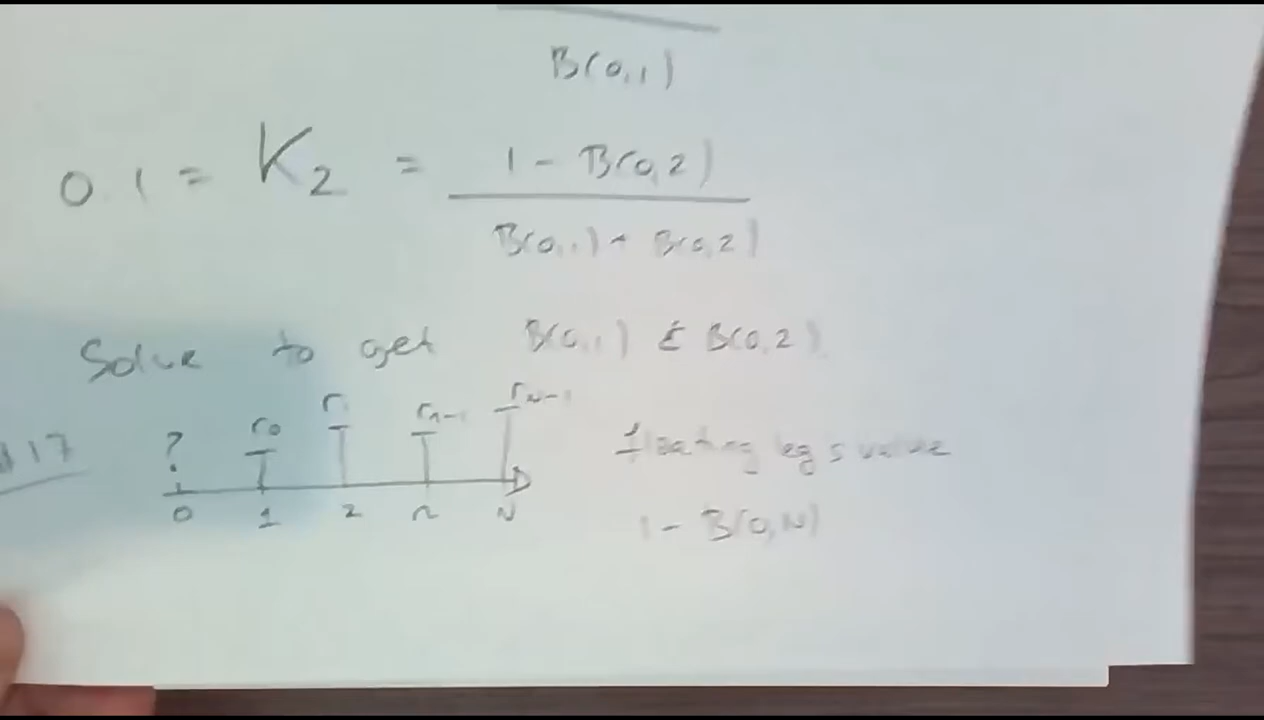 B(0,1)
0.1 = K2 = 1 - B(0,2)
B(0,1) + B(0,2)
Solve to get B(0,1) & B(0,2)
17 ? r0 r1 rn-1 rN-1 floating leg's value
0 1 2 n N 1 - B(0,N)